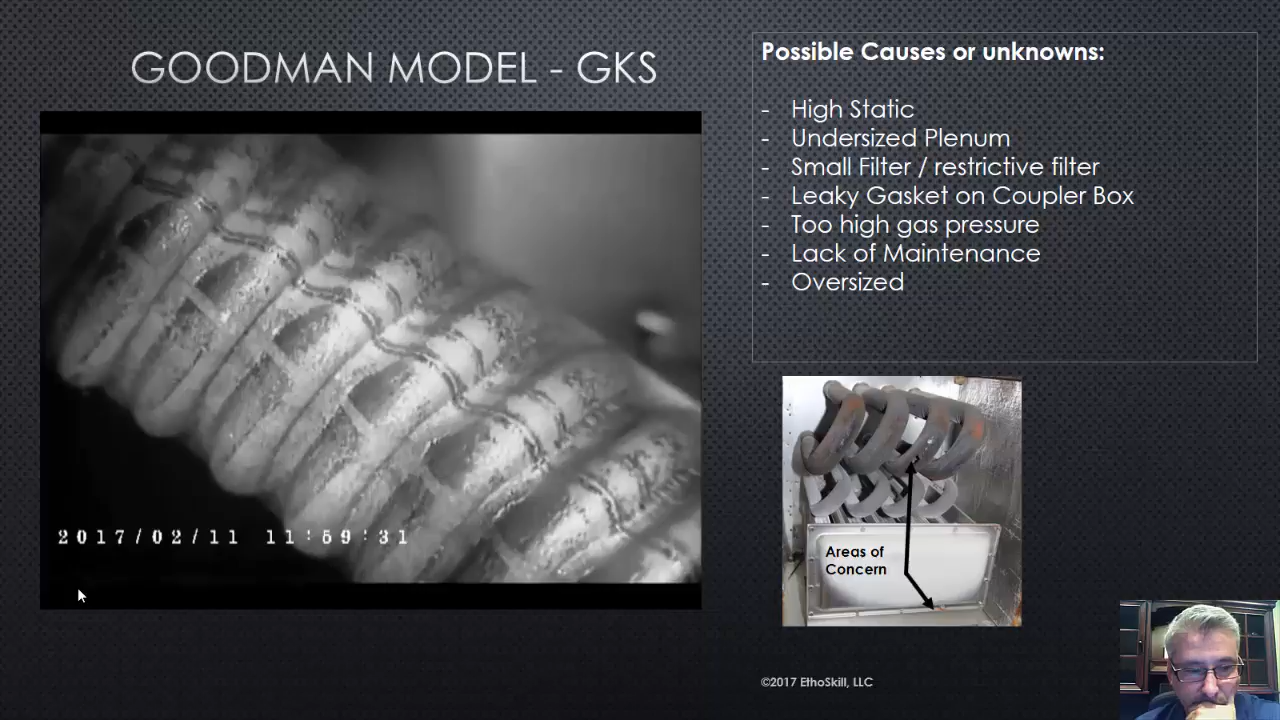 GOODMAN MODEL - GKS
Possible Causes or unknowns:
- High Static
- Undersized Plenum
- Small Filter / restrictive filter
- Leaky Gasket on Coupler Box
- Too high gas pressure
- Lack of Maintenance
- Oversized
2017/02/11 11:59:31
Areas of
Concern
©2017 EthoSkill, LLC